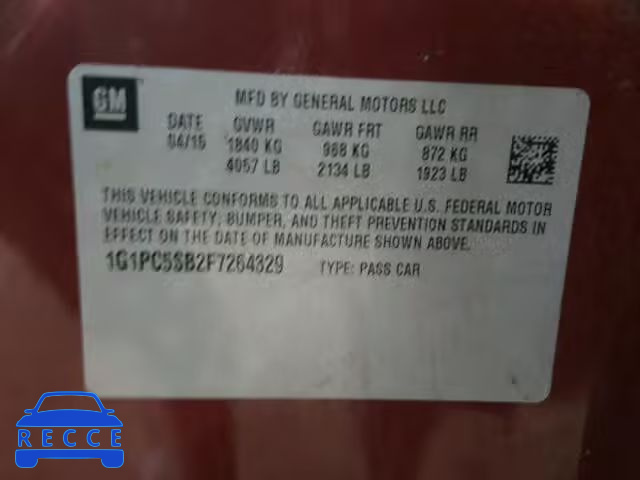 GM
MFD BY GENERAL MOTORS LLC
DATE GVWR GAWR FRT GAWR RR
04/15 1840 KG 968 KG 872 KG
4057 LB 2134 LB 1923 LB
THIS VEHICLE CONFORMS TO ALL APPLICABLE U.S. FEDERAL MOTOR
VEHICLE SAFETY, BUMPER, AND THEFT PREVENTION STANDARDS IN
EFFECT ON THE DATE OF MANUFACTURE SHOWN ABOVE.
1G1PC5SB2F7264329 TYPE: PASS CAR